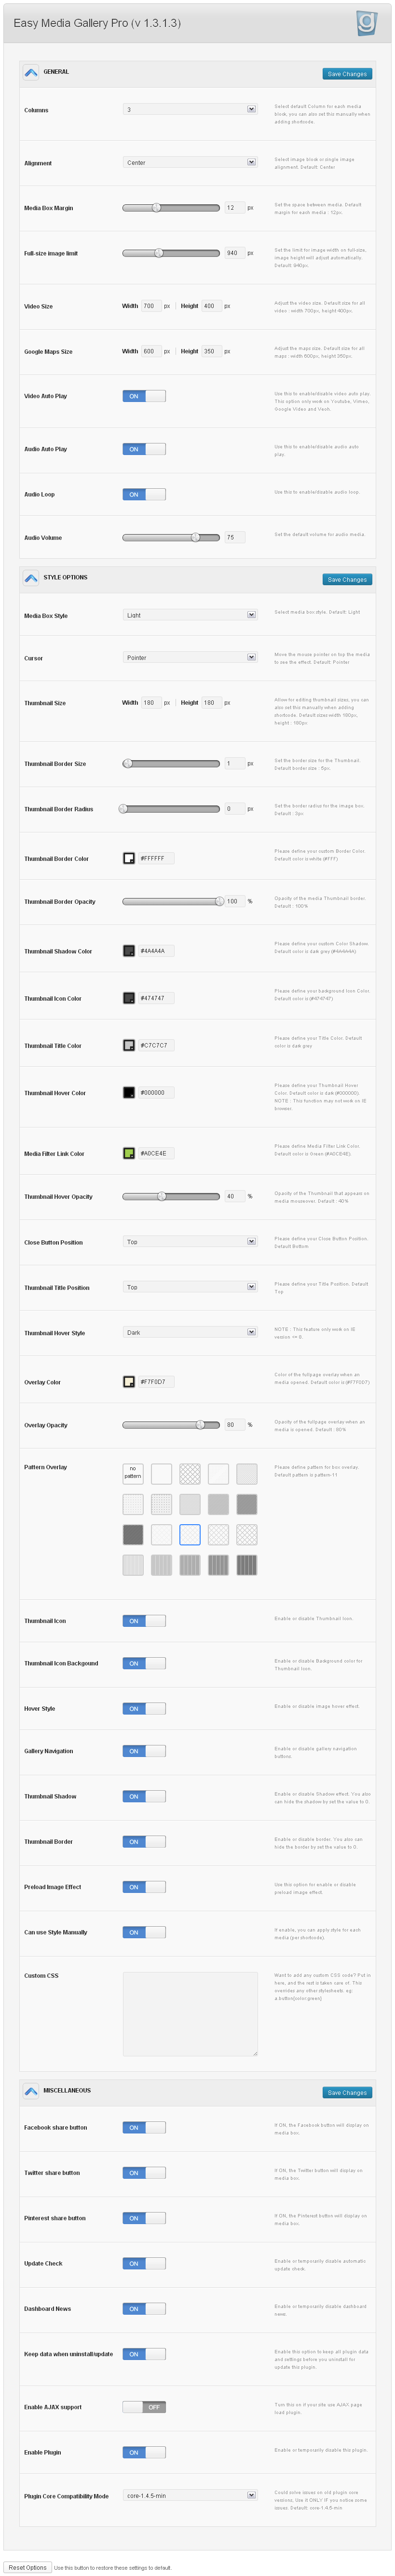 Easy Media Gallery Pro (v 1.3.1.3)
GENERAL
Save Changes
Columns
3
Select default Column for each media
block, you can also set this manually when
adding shortcode.
Alignment
Center
Select image block or single image
alignment. Default: Center.
Media Box Margin
12 px
Set the space between media. Default
margin for each media : 12px.
Full-size image limit
940 px
Set the limit for image width on full-size,
image height will adjust automatically.
Default: 940px.
Video Size
Width 700 px | Height 400 px
Adjust the video size. Default size for all
video : width 700px, height 400px.
Google Maps Size
Width 600 px | Height 350 px
Adjust the maps size. Default size for all
maps : width 600px, height 350px.
Video Auto Play
ON
Use this to enable/disable video auto play.
This option only work on Youtube, Vimeo,
Google Video and Veoh.
Audio Auto Play
ON
Use this to enable/disable audio auto
play.
Audio Loop
ON
Use this to enable/disable audio loop.
Audio Volume
75
Set the default volume for audio media.
STYLE OPTIONS
Save Changes
Media Box Style
Light
Select media box style. Default: Light
Cursor
Pointer
Move the mouse pointer on top the media
to see the effect. Default: Pointer
Thumbnail Size
Width 180 px | Height 180 px
Allow for editing thumbnail sizes, you can
also set this manually when adding
shortcode. Default sizes width: 180px,
height : 180px
Thumbnail Border Size
1 px
Set the border size for the Thumbnail.
Default border size : 5px.
Thumbnail Border Radius
0 px
Set the border radius for the image box.
Default : 3px.
Thumbnail Border Color
#FFFFFF
Please define your custom Border Color.
Default color is white (#FFF)
Thumbnail Border Opacity
100 %
Opacity of the media Thumbnail border.
Default : 100%
Thumbnail Shadow Color
#4A4A4A
Please define your custom Color Shadow.
Default color is dark grey (#4A4A4A)
Thumbnail Icon Color
#474747
Please define your background Icon Color.
Default color is (#474747)
Thumbnail Title Color
#C7C7C7
Please define your Title Color. Default
color is dark grey
Thumbnail Hover Color
#000000
Please define your Thumbnail Hover
Color. Default color is dark (#000000).
NOTE : This function may not work on IE
browser.
Media Filter Link Color
#A0CE4E
Please define Media Filter Link Color.
Default color is Green (#A0CE4E).
Thumbnail Hover Opacity
40 %
Opacity of the Thumbnail that appears on
media mouseover. Default : 40%
Close Button Position
Top
Please define your Close Button Position.
Default Bottom
Thumbnail Title Position
Top
Please define your Title Position. Default
Top
Thumbnail Hover Style
Dark
NOTE : This feature only work on IE
version <= 8.
Overlay Color
#F7F0D7
Color of the fullpage overlay when an
media opened. Default color is (#F7F0D7)
Overlay Opacity
80 %
Opacity of the fullpage overlay when an
media is opened. Default : 80%
Pattern Overlay
no
pattern
Please define pattern for box overlay.
Default pattern is pattern-11
Thumbnail Icon
ON
Enable or disable Thumbnail Icon.
Thumbnail Icon Backgound
ON
Enable or disable Background color for
Thumbnail Icon.
Hover Style
ON
Enable or disable image hover effect.
Gallery Navigation
ON
Enable or disable gallery navigation
buttons.
Thumbnail Shadow
ON
Enable or disable Shadow effect. You also
can hide the shadow by set the value to 0.
Thumbnail Border
ON
Enable or disable border. You also can
hide the border by set the value to 0.
Preload Image Effect
ON
Use this option for enable or disable
preload image effect.
Can use Style Manually
ON
If enable, you can apply style for each
media (per shortcode).
Custom CSS
Want to add any custom CSS code? Put in
here, and the rest is taken care of. This
overrides any other stylesheets. eg:
a.button{color:green}
MISCELLANEOUS
Save Changes
Facebook share button
ON
If ON, the Facebook button will display on
media box.
Twitter share button
ON
If ON, the Twitter button will display on
media box.
Pinterest share button
ON
If ON, the Pinterest button will display on
media box.
Update Check
ON
Enable or temporarily disable automatic
update check.
Dashboard News
ON
Enable or temporarily disable dashboard
news.
Keep data when uninstall/update
ON
Enable this option to keep all plugin data
and settings before you uninstall for
update this plugin.
Enable AJAX support
OFF
Turn this on if your site use AJAX page
load plugin.
Enable Plugin
ON
Enable or temporarily disable this plugin.
Plugin Core Compatibility Mode
core-1.4.5-min
Could solve issues on old plugin core
versions. Use it ONLY IF you notice some
issues. Default: core-1.4.5-min
Reset Options
Use this button to restore these settings to default.